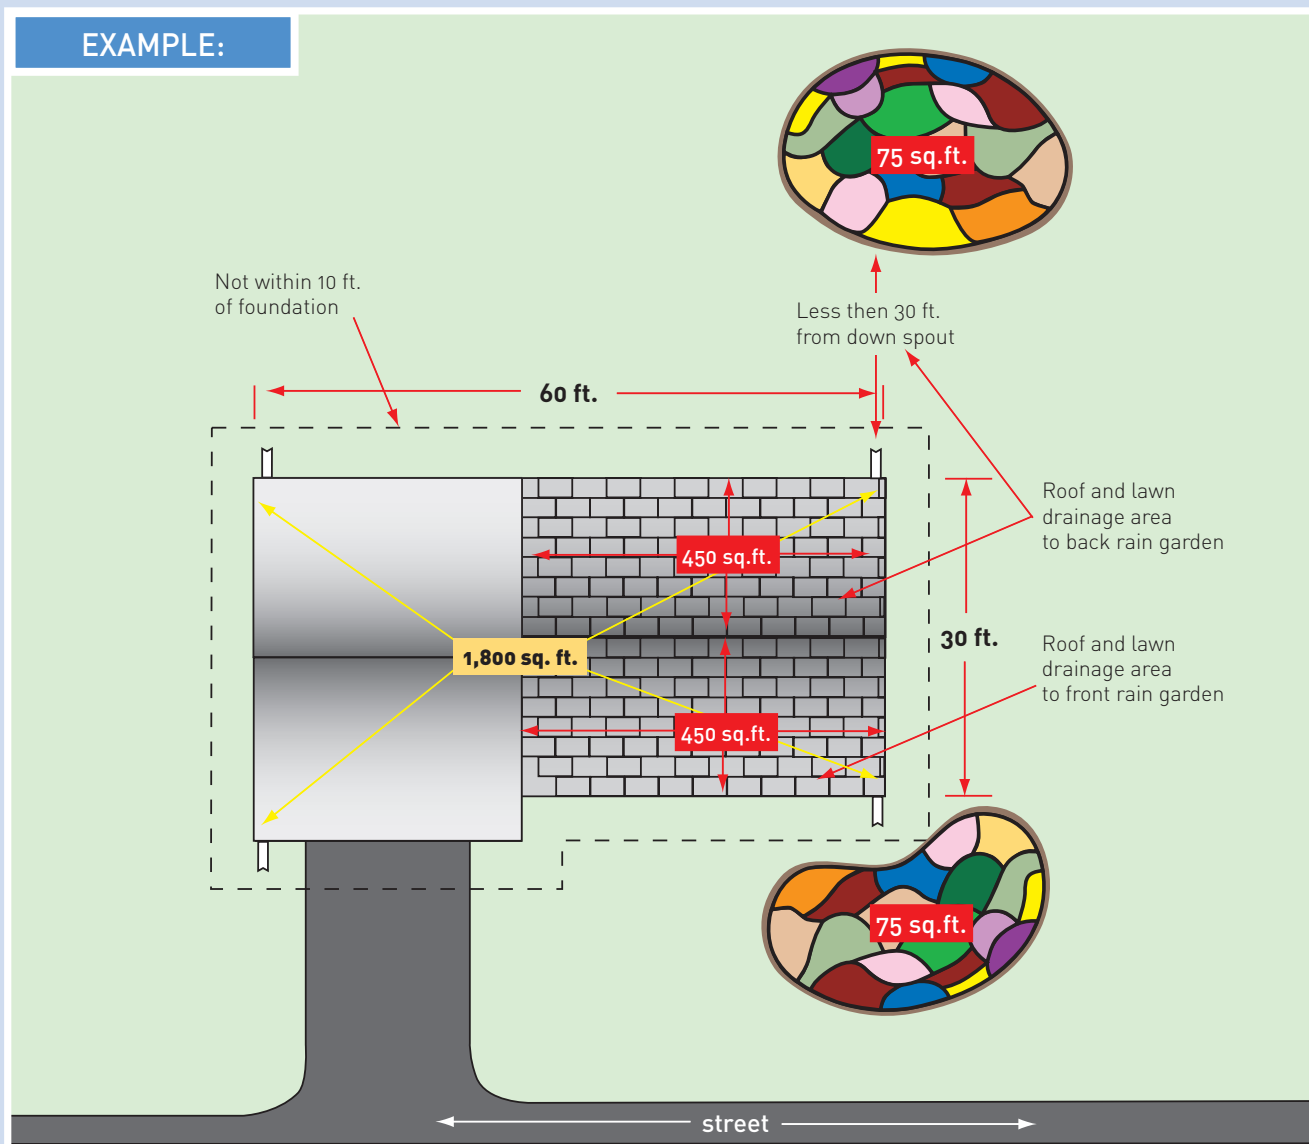 EXAMPLE:
75 sq.ft.
Not within 10 ft.
of foundation
Less then 30 ft.
from down spout
60 ft.
Roof and lawn
drainage area
to back rain garden
450 sq.ft.
30 ft.
1,800 sq. ft.
Roof and lawn
drainage area
to front rain garden
450 sq.ft.
75 sq.ft.
street